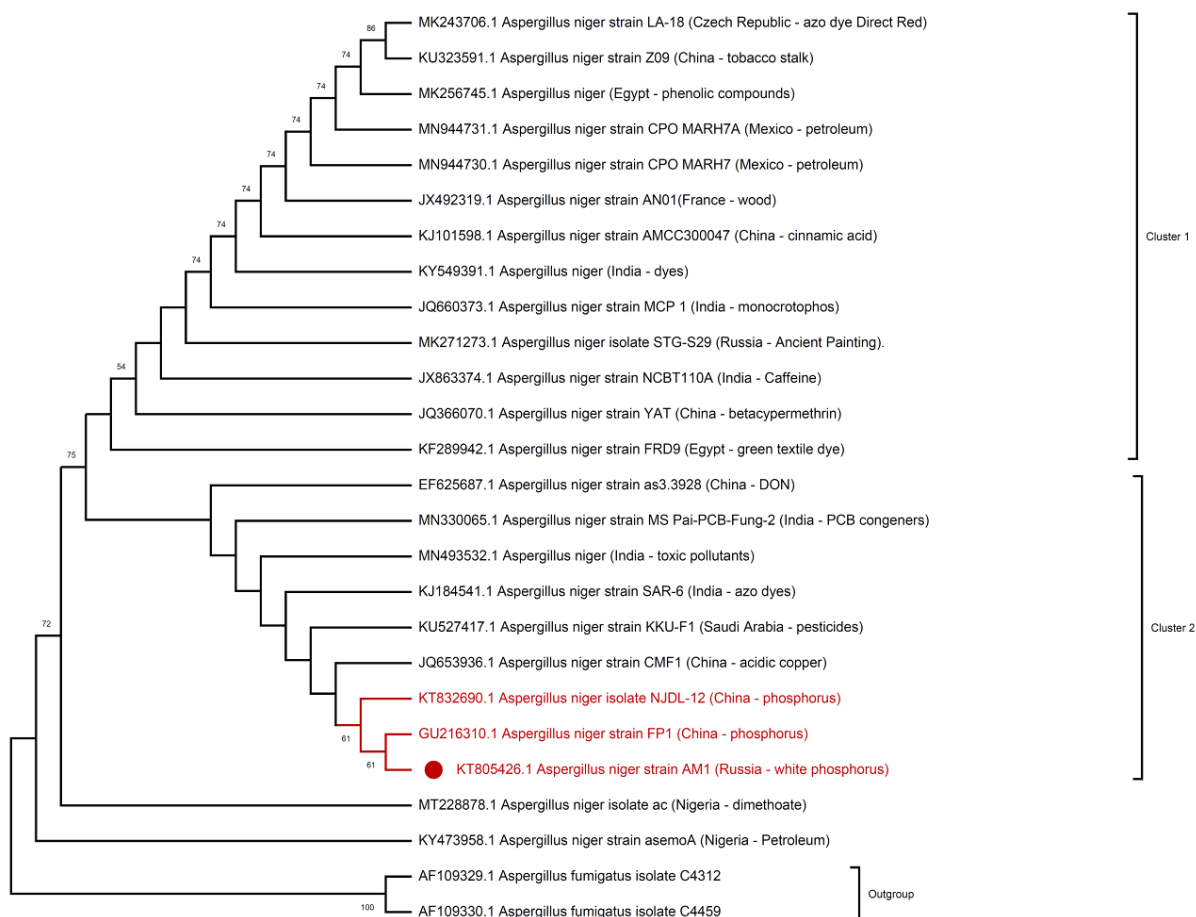 MK243706.1 Aspergillus niger strain LA-18 (Czech Republic - azo dye Direct Red)
86
KU323591.1 Aspergillus niger strain Z09 (China - tobacco stalk)
74
MK256745.1 Aspergillus niger (Egypt - phenolic compounds)
74
MN944731.1 Aspergillus niger strain CPO MARH7A (Mexico - petroleum)
74
MN944730.1 Aspergillus niger strain CPO MARH7 (Mexico - petroleum)
74
JX492319.1 Aspergillus niger strain AN01(France - wood)
74
KJ101598.1 Aspergillus niger strain AMCC300047 (China - cinnamic acid)
Cluster 1
74
KY549391.1 Aspergillus niger (India - dyes)
74
JQ660373.1 Aspergillus niger strain MCP 1 (India - monocrotophos)
MK271273.1 Aspergillus niger isolate STG-S29 (Russia - Ancient Painting).
54
JX863374.1 Aspergillus niger strain NCBT110A (India - Caffeine)
JQ366070.1 Aspergillus niger strain YAT (China - betacypermethrin)
KF289942.1 Aspergillus niger strain FRD9 (Egypt - green textile dye)
75
EF625687.1 Aspergillus niger strain as3.3928 (China - DON)
MN330065.1 Aspergillus niger strain MS Pai-PCB-Fung-2 (India - PCB congeners)
MN493532.1 Aspergillus niger (India - toxic pollutants)
KJ184541.1 Aspergillus niger strain SAR-6 (India - azo dyes)
72
KU527417.1 Aspergillus niger strain KKU-F1 (Saudi Arabia - pesticides)
Cluster 2
JQ653936.1 Aspergillus niger strain CMF1 (China - acidic copper)
KT832690.1 Aspergillus niger isolate NJDL-12 (China - phosphorus)
61
GU216310.1 Aspergillus niger strain FP1 (China - phosphorus)
61
KT805426.1 Aspergillus niger strain AM1 (Russia - white phosphorus)
MT228878.1 Aspergillus niger isolate ac (Nigeria - dimethoate)
KY473958.1 Aspergillus niger strain asemoA (Nigeria - Petroleum)
AF109329.1 Aspergillus fumigatus isolate C4312
Outgroup
100
AF109330.1 Aspergillus fumigatus isolate C4459